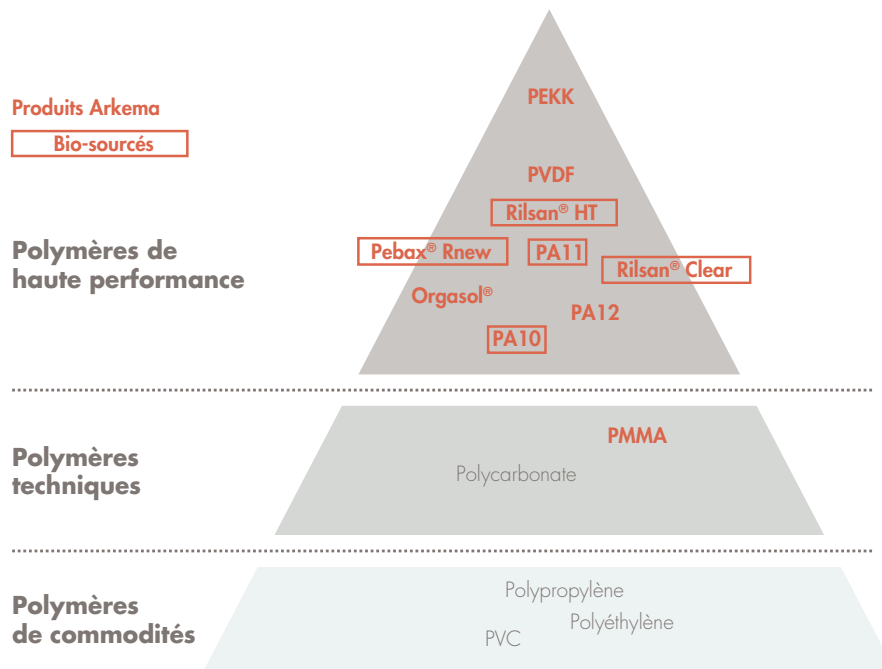 Produits Arkema
Bio-sourcés
Polymères de
haute performance
PEKK
PVDF
Rilsan® HT
Pebax® Rnew
PA11
Rilsan® Clear
Orgasol®
PA12
PA10
Polymères
techniques
PMMA
Polycarbonate
Polymères
de commodités
Polypropylène
Polyéthylène
PVC